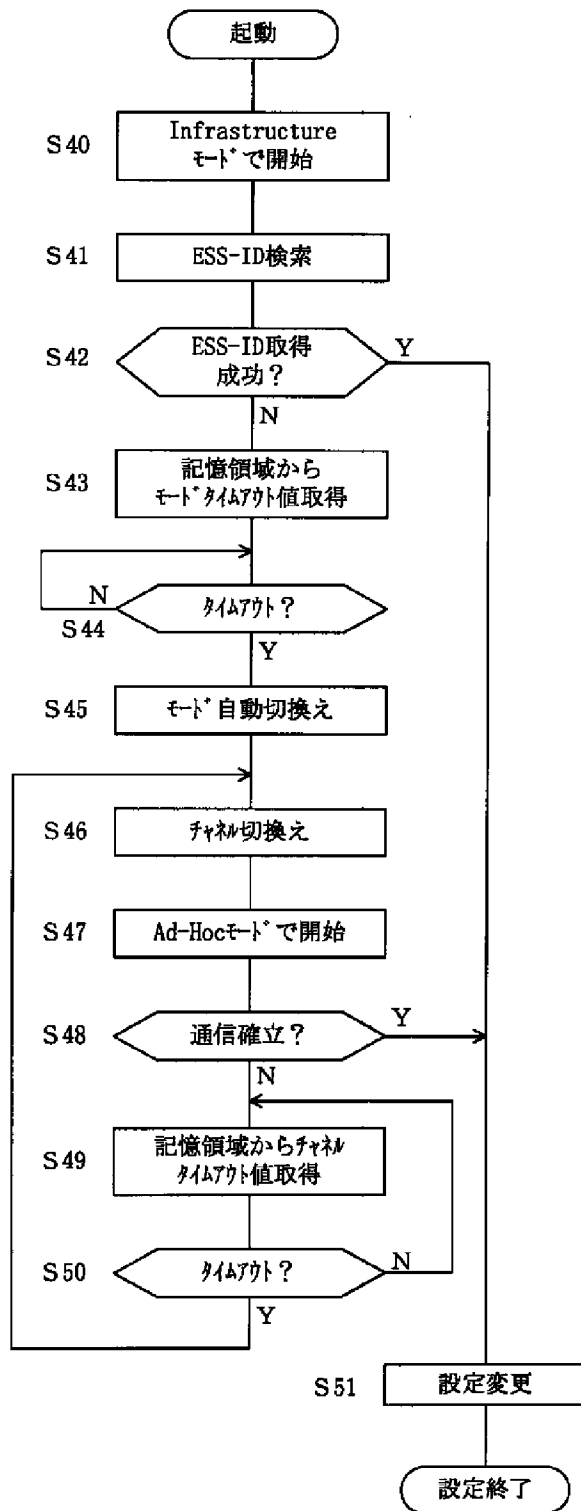 起動
S40
Infrastructure
ﾓｰﾄﾞで開始
S41
ESS-ID検索
S42
ESS-ID取得
成功？
Y
N
S43
記憶領域から
ﾓｰﾄﾞﾀｲﾑｱｳﾄ値取得
N
ﾀｲﾑｱｳﾄ？
S44
Y
S45
ﾓｰﾄﾞ自動切換え
S46
ﾁｬﾈﾙ切換え
S47
Ad-Hocﾓｰﾄﾞで開始
S48
通信確立？
Y
N
S49
記憶領域からﾁｬﾈﾙ
ﾀｲﾑｱｳﾄ値取得
S50
ﾀｲﾑｱｳﾄ？
N
Y
S51
設定変更
設定終了